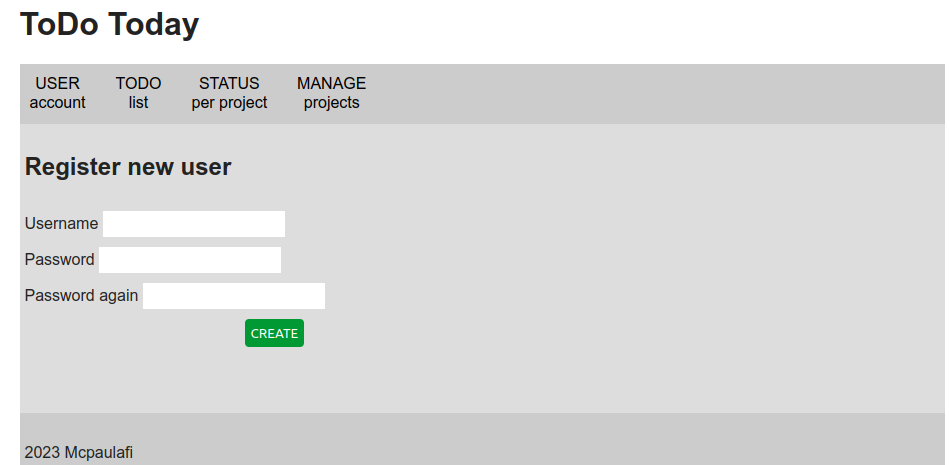 ToDo Today
USER TODO STATUS MANAGE
account list per project projects
Register new user
Username
Password
Password again
CREATE
2023 Mcpaulafi